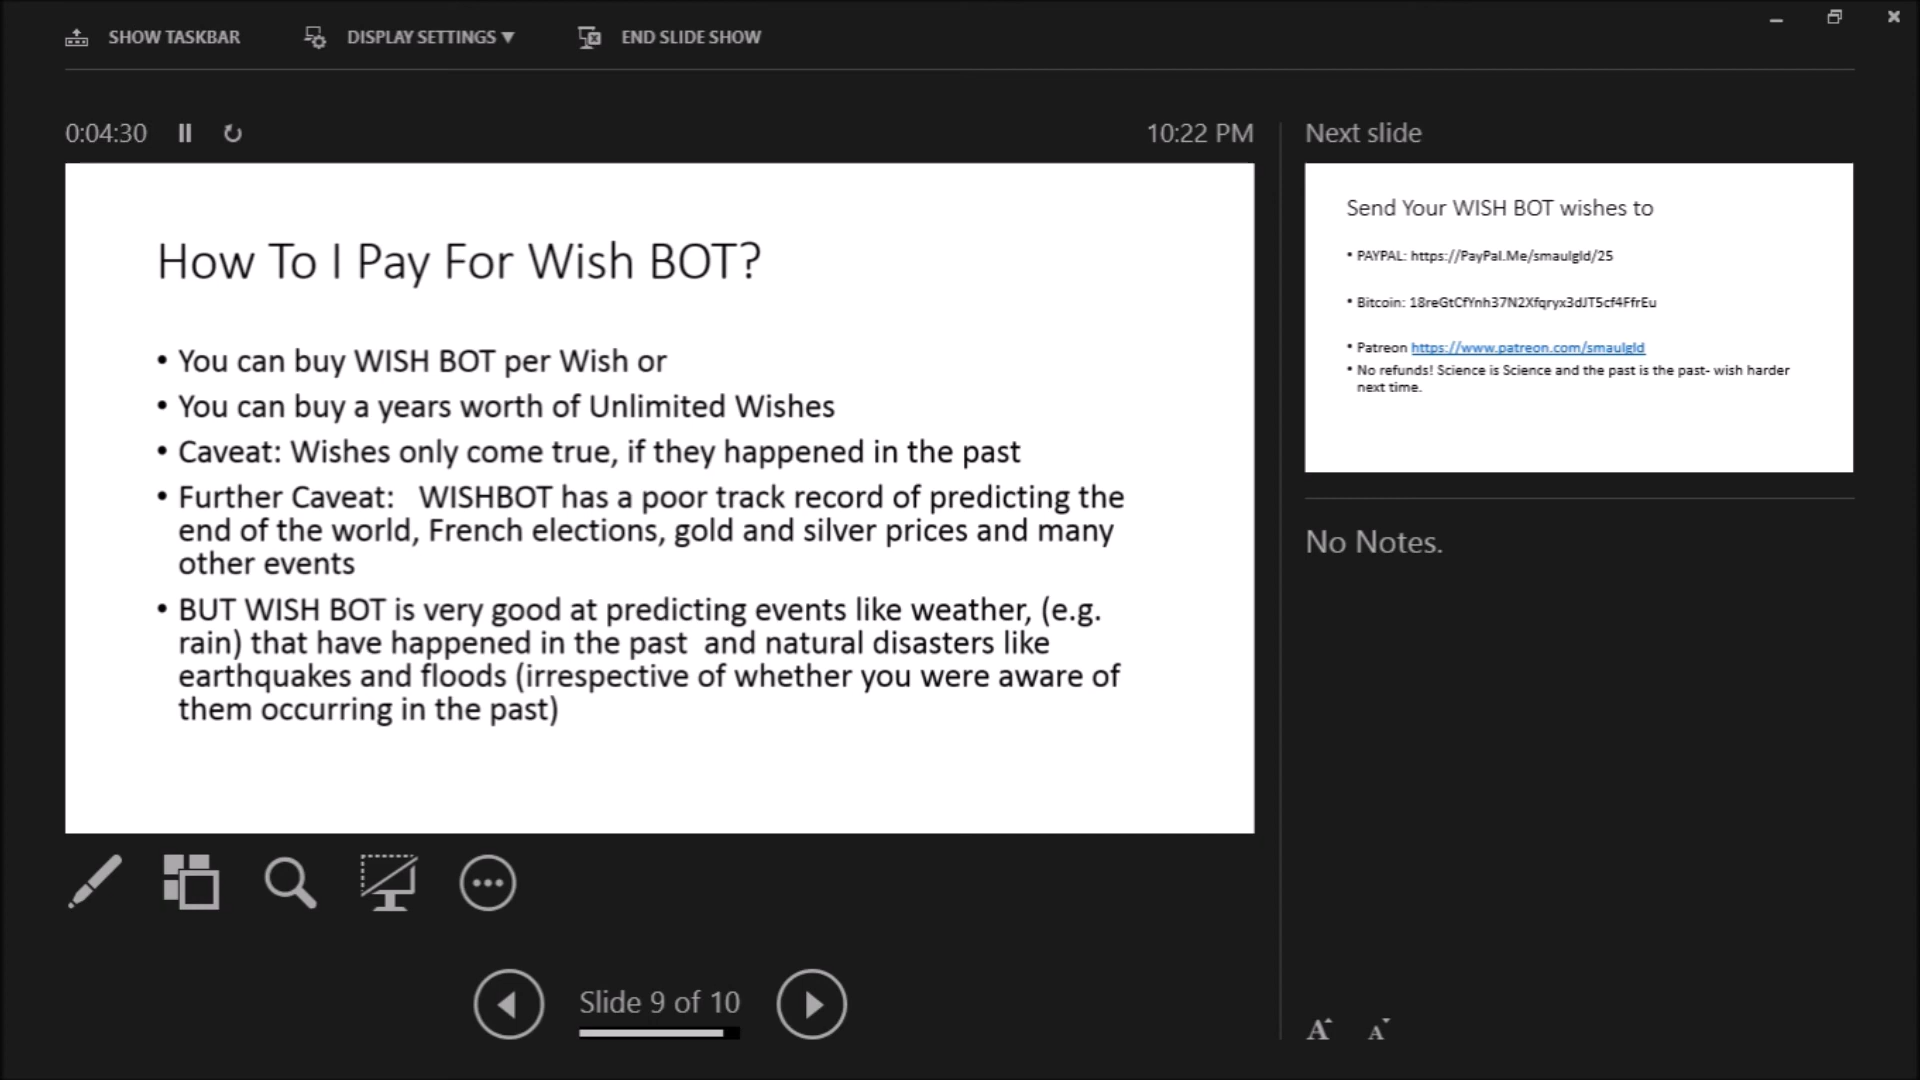 SHOW TASKBAR
DISPLAY SETTINGS ▼
END SLIDE SHOW
0:04:30
10:22 PM
How To I Pay For Wish BOT?
• You can buy WISH BOT per Wish or
• You can buy a years worth of Unlimited Wishes
• Caveat: Wishes only come true, if they happened in the past
• Further Caveat: WISHBOT has a poor track record of predicting the
end of the world, French elections, gold and silver prices and many
other events
• BUT WISH BOT is very good at predicting events like weather, (e.g.
rain) that have happened in the past and natural disasters like
earthquakes and floods (irrespective of whether you were aware of
them occurring in the past)
Slide 9 of 10
Next slide
Send Your WISH BOT wishes to
• PAYPAL: https://PayPal.Me/smaulgld/25
• Bitcoin: 18reGtCfYnh37N2Xfqryx3dJT5cf4FfrEu
• Patreon https://www.patreon.com/smaulgld
• No refunds! Science is Science and the past is the past- wish harder
next time.
No Notes.
A A